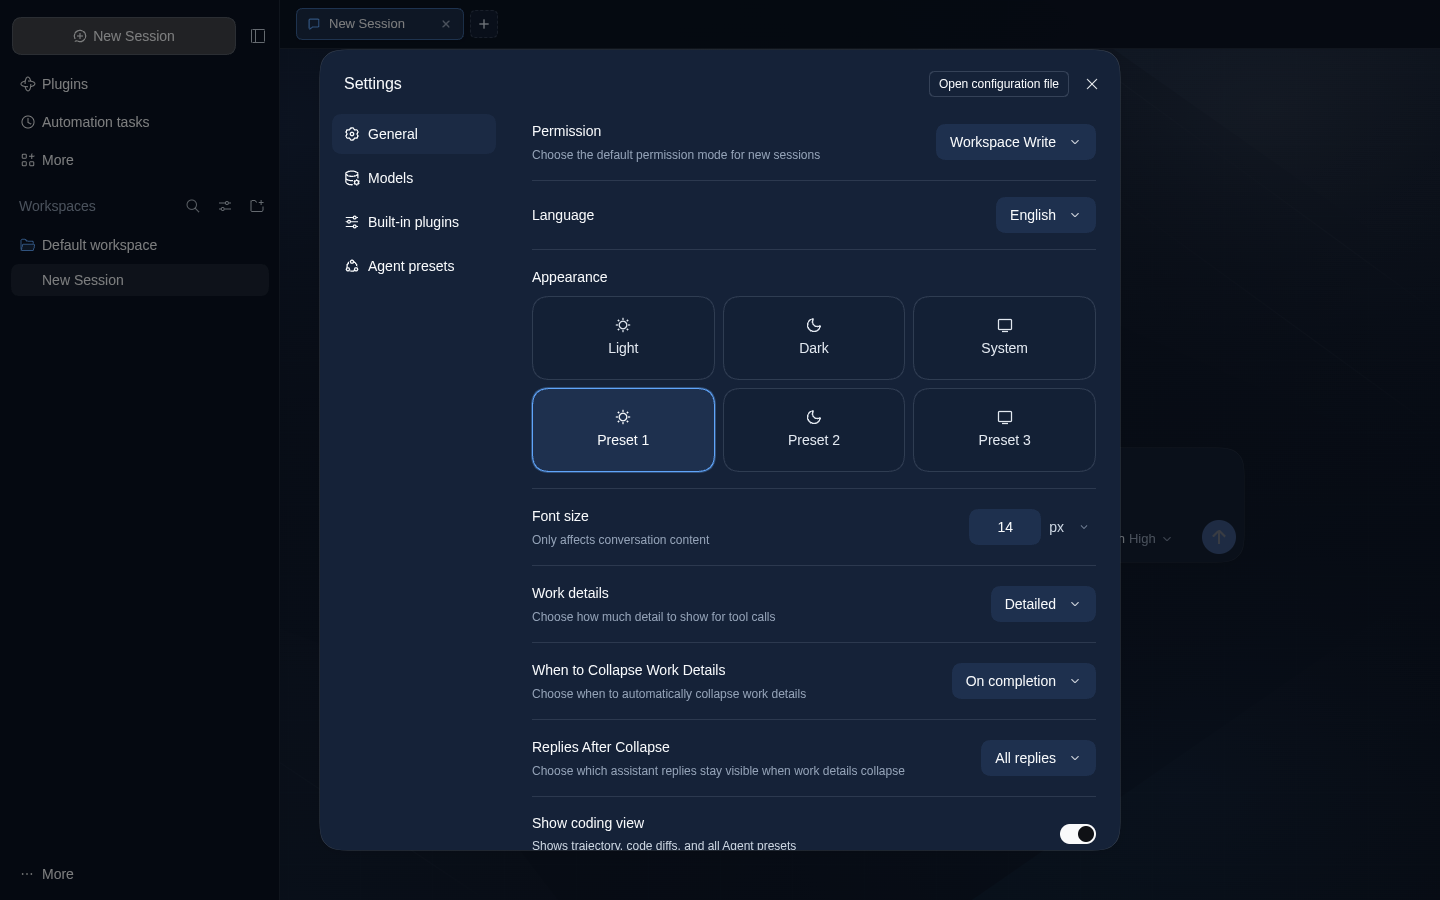 New Session
Plugins
Automation tasks
More
Workspaces
Default workspace
New Session
More
New Session
Settings
Open configuration file
General
Models
Built-in plugins
Agent presets
Permission
Choose the default permission mode for new sessions
Workspace Write
Language
English
Appearance
Light
Dark
System
Preset 1
Preset 2
Preset 3
Font size
Only affects conversation content
14
px
Work details
Choose how much detail to show for tool calls
Detailed
When to Collapse Work Details
Choose when to automatically collapse work details
On completion
Replies After Collapse
Choose which assistant replies stay visible when work details collapse
All replies
Show coding view
Shows trajectory, code diffs, and all Agent presets
High